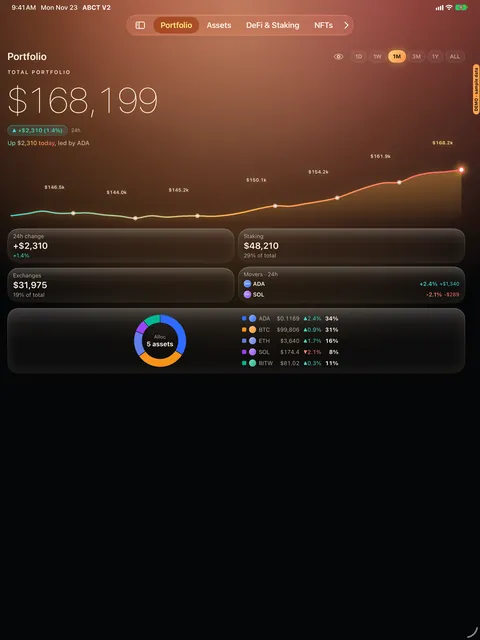 9:41 AM Mon Nov 23 ABCT V2
Portfolio Assets DeFi & Staking NFTs
Portfolio
1D 1W 1M 3M 1Y ALL
DEMO · sample data
TOTAL PORTFOLIO
$168,199
▲ +$2,310 (1.4%) 24h
Up $2,310 today, led by ADA
$146.5k
$144.0k
$145.2k
$150.1k
$154.2k
$161.9k
$168.2k
24h change
+$2,310
+1.4%
Staking
$48,210
29% of total
Exchanges
$31,975
19% of total
Movers · 24h
ADA +2.4% +$1,340
SOL -2.1% -$289
Alloc
5 assets
ADA $0.1169 ▲2.4% 34%
BTC $99,806 ▲0.9% 31%
ETH $3,640 ▲1.7% 16%
SOL $174.4 ▼2.1% 8%
BITW $81.02 ▲0.3% 11%